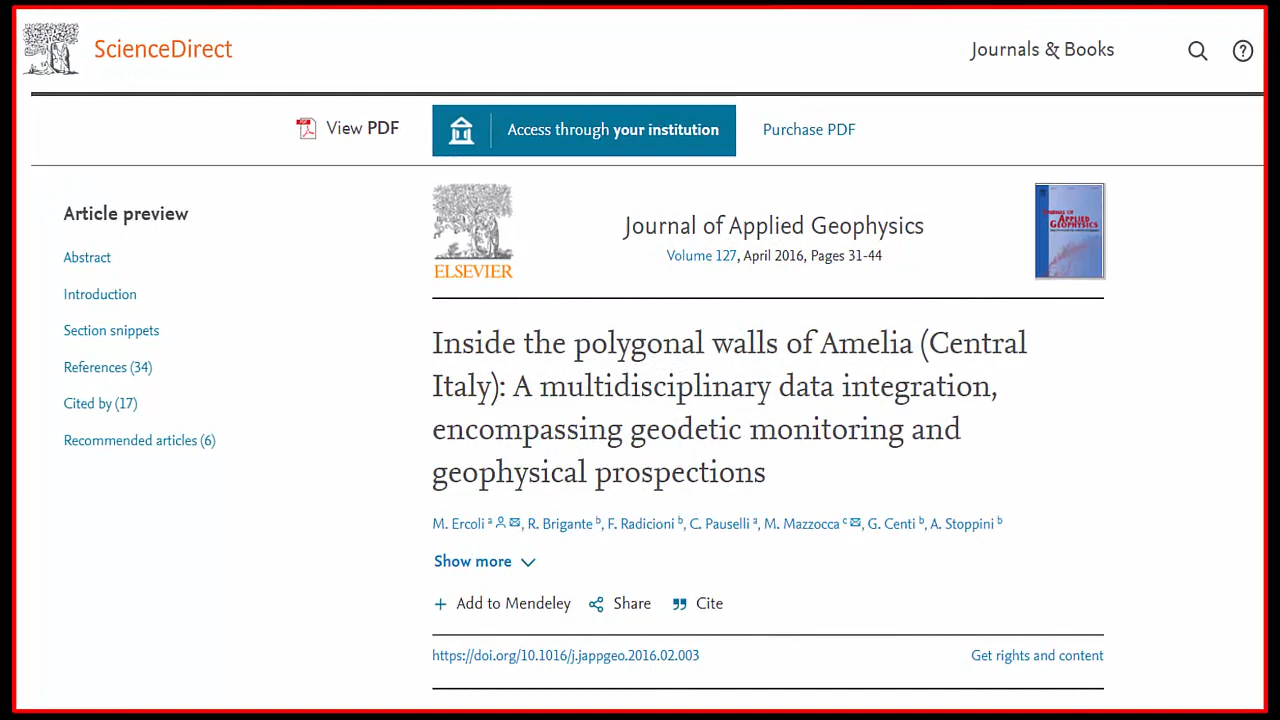 ScienceDirect
Journals & Books
View PDF
Access through your institution
Purchase PDF
Article preview
Abstract
Introduction
Section snippets
References (34)
Cited by (17)
Recommended articles (6)
ELSEVIER
Journal of Applied Geophysics
Volume 127, April 2016, Pages 31-44
JOURNAL OF
APPLIED
GEOPHYSICS
Inside the polygonal walls of Amelia (Central
Italy): A multidisciplinary data integration,
encompassing geodetic monitoring and
geophysical prospections
M. Ercoli a, R. Brigante b, F. Radicioni b, C. Pauselli a, M. Mazzocca c, G. Centi b, A. Stoppini b
Show more
+ Add to Mendeley
Share
Cite
https://doi.org/10.1016/j.jappgeo.2016.02.003
Get rights and content